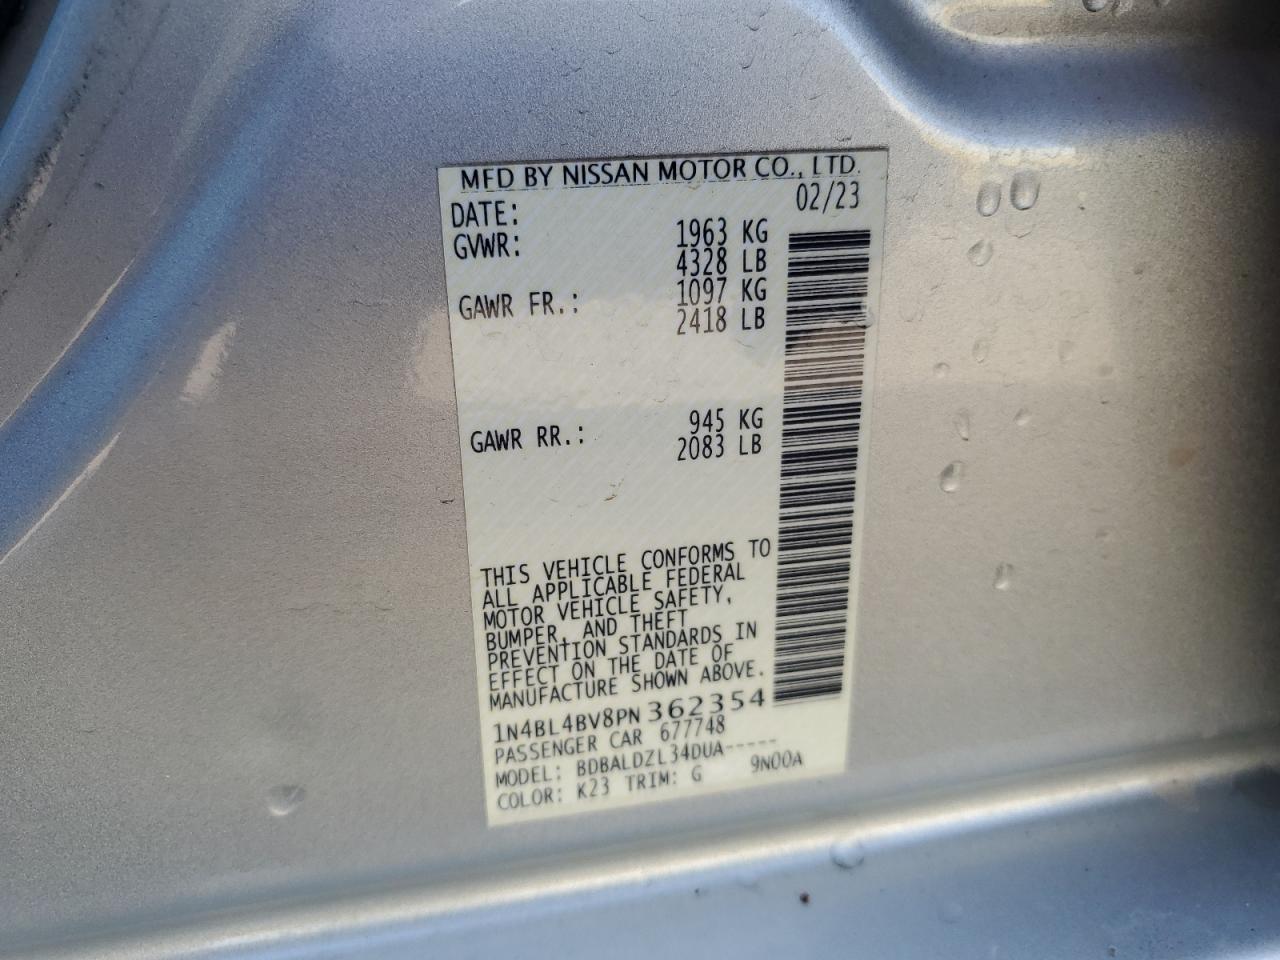 MFD BY NISSAN MOTOR CO., LTD.
DATE: 02/23
GVWR: 1963 KG
4328 LB
GAWR FR.: 1097 KG
2418 LB
GAWR RR.: 945 KG
2083 LB
THIS VEHICLE CONFORMS TO
ALL APPLICABLE FEDERAL
MOTOR VEHICLE SAFETY,
BUMPER, AND THEFT
PREVENTION STANDARDS IN
EFFECT ON THE DATE OF
MANUFACTURE SHOWN ABOVE.
1N4BL4BV8PN362354
PASSENGER CAR 677748
MODEL: BDBALDZL34DUA-----
COLOR: K23 TRIM: G 9N00A